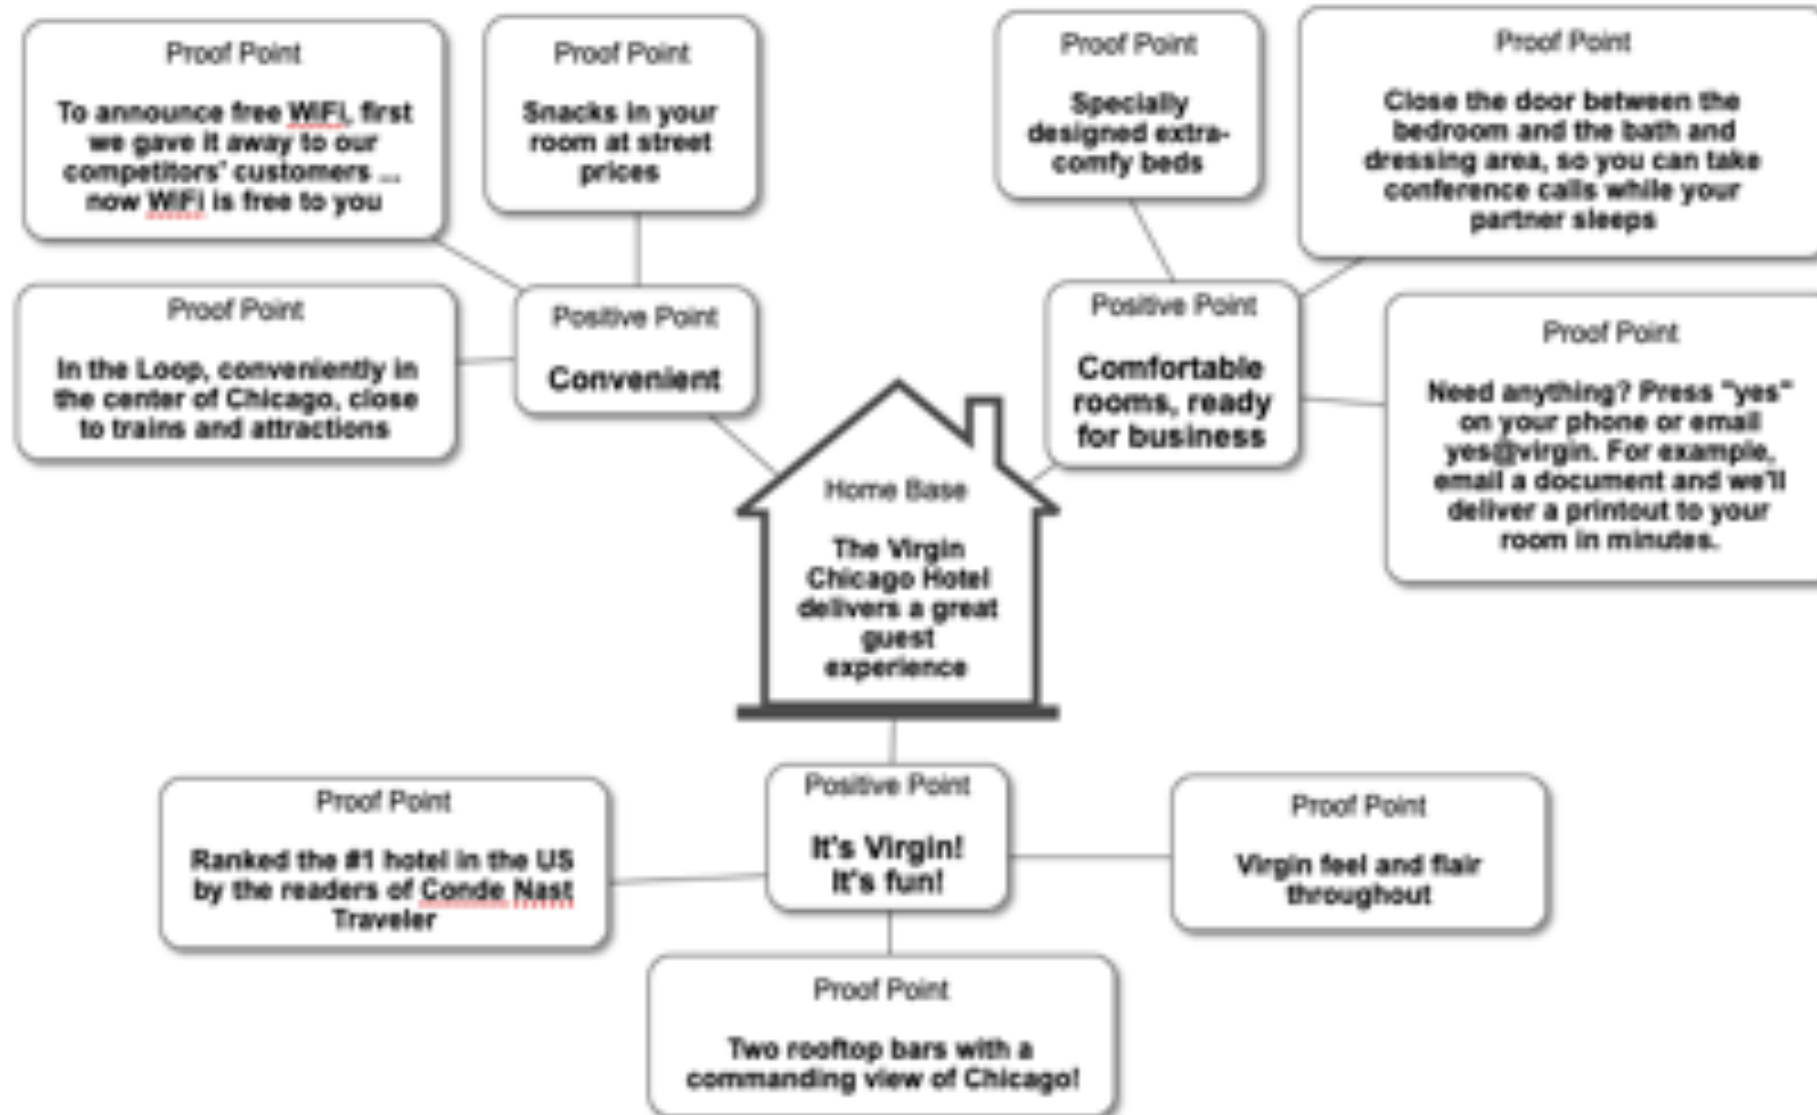 Proof Point
To announce free WiFi, first
we gave it away to our
competitors' customers ...
now WiFi is free to you
Proof Point
Snacks in your
room at street
prices
Proof Point
Specially
designed extra-
comfy beds
Proof Point
Close the door between the
bedroom and the bath and
dressing area, so you can take
conference calls while your
partner sleeps
Proof Point
In the Loop, conveniently in
the center of Chicago, close
to trains and attractions
Positive Point
Convenient
Positive Point
Comfortable
rooms, ready
for business
Proof Point
Need anything? Press "yes"
on your phone or email
yes@virgin. For example,
email a document and we'll
deliver a printout to your
room in minutes.
Home Base
The Virgin
Chicago Hotel
delivers a great
guest
experience
Proof Point
Ranked the #1 hotel in the US
by the readers of Conde Nast
Traveler
Positive Point
It's Virgin!
It's fun!
Proof Point
Virgin feel and flair
throughout
Proof Point
Two rooftop bars with a
commanding view of Chicago!